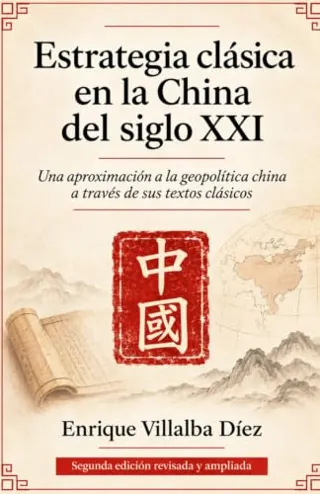 Estrategia clásica
en la China
del siglo XXI
Una aproximación a la geopolítica china
a través de sus textos clásicos
中
國
Enrique Villalba Díez
Segunda edición revisada y ampliada